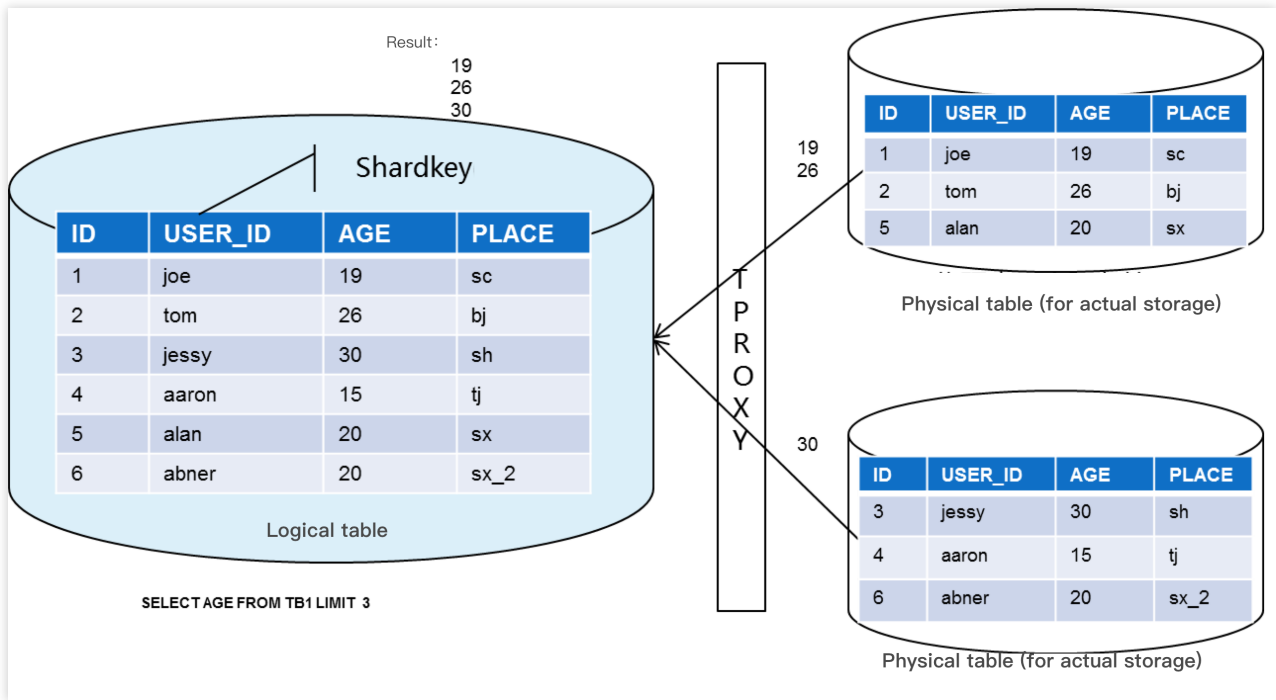 Result:
19
26
30
Shardkey
ID USER_ID AGE PLACE
1 joe 19 sc
2 tom 26 bj
3 jessy 30 sh
4 aaron 15 tj
5 alan 20 sx
6 abner 20 sx_2
Logical table
SELECT AGE FROM TB1 LIMIT 3
TPROXY
19
26
30
ID USER_ID AGE PLACE
1 joe 19 sc
2 tom 26 bj
5 alan 20 sx
Physical table (for actual storage)
ID USER_ID AGE PLACE
3 jessy 30 sh
4 aaron 15 tj
6 abner 20 sx_2
Physical table (for actual storage)